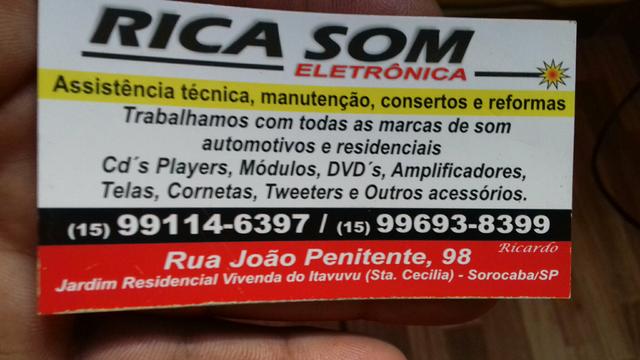 RICA SOM
ELETRÔNICA
Assistência técnica, manutenção, consertos e reformas
Trabalhamos com todas as marcas de som
automotivos e residenciais
Cd´s Players, Módulos, DVD´s, Amplificadores,
Telas, Cornetas, Tweeters e Outros acessórios.
(15) 99114-6397 / (15) 99693-8399
Ricardo
Rua João Penitente, 98
Jardim Residencial Vivenda do Itavuvu (Sta. Cecilia) - Sorocaba/SP